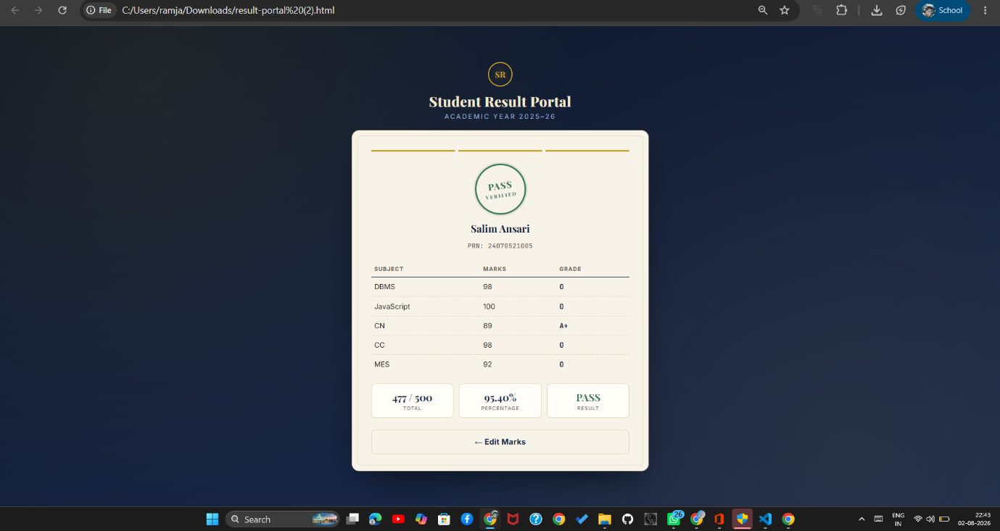 File C:/Users/ramja/Downloads/result-portal%20(2).html School
SR
Student Result Portal
ACADEMIC YEAR 2025–26
PASS
VERIFIED
Salim Ansari
PRN: 24070521005
SUBJECT MARKS GRADE
DBMS 98 O
JavaScript 100 O
CN 89 A+
CC 98 O
MES 92 O
477 / 500 95.40% PASS
TOTAL PERCENTAGE RESULT
← Edit Marks
Search 26 ENG 22:43
IN 02-08-2026